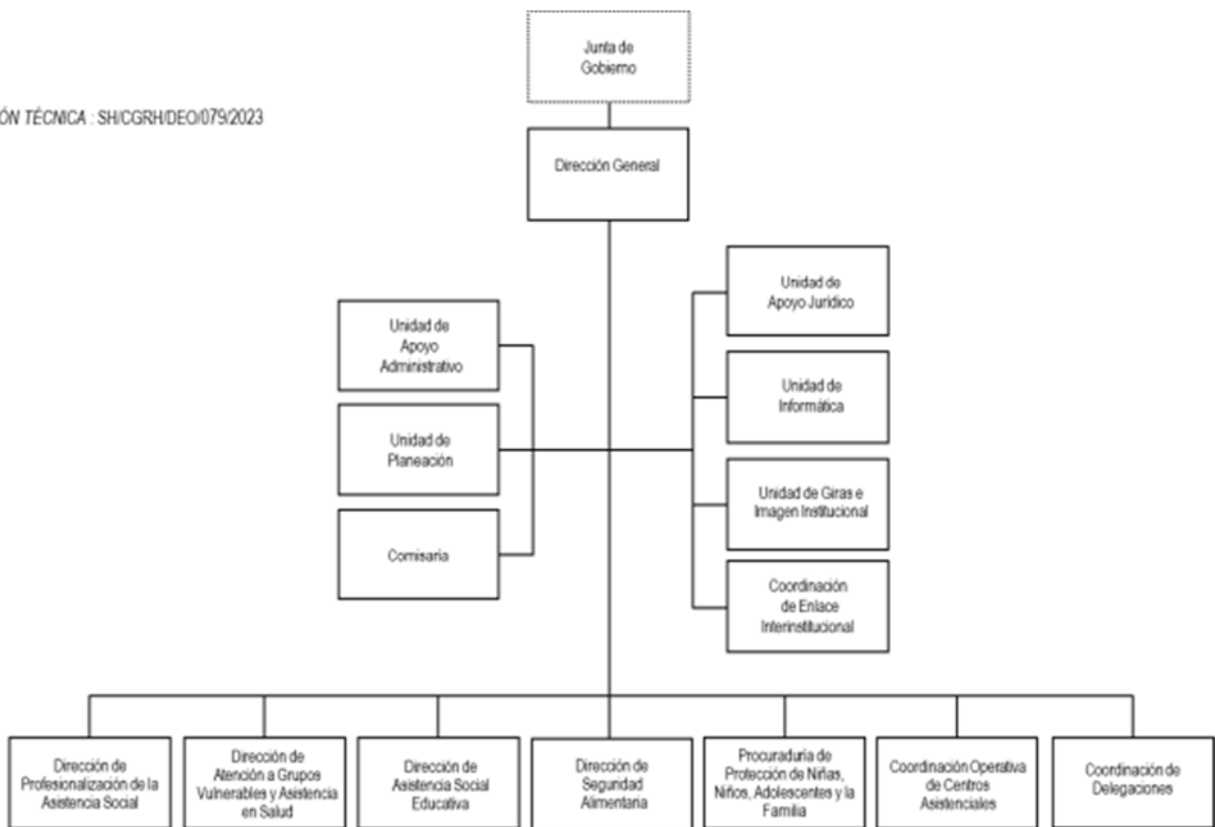 Junta de
Gobierno
ÓN TÉCNICA : SH/CGRH/DEO/079/2023
Dirección General
Unidad de
Apoyo Jurídico
Unidad de
Apoyo
Administrativo
Unidad de
Informática
Unidad de
Planeación
Unidad de Giras e
Imagen Institucional
Comisaría
Coordinación
de Enlace
Interinstitucional
Dirección de
Profesionalización de la
Asistencia Social
Dirección de
Atención a Grupos
Vulnerables y Asistencia
en Salud
Dirección de
Asistencia Social
Educativa
Dirección de
Seguridad
Alimentaria
Procuraduría de
Protección de Niñas,
Niños, Adolescentes y la
Familia
Coordinación Operativa
de Centros
Asistenciales
Coordinación de
Delegaciones